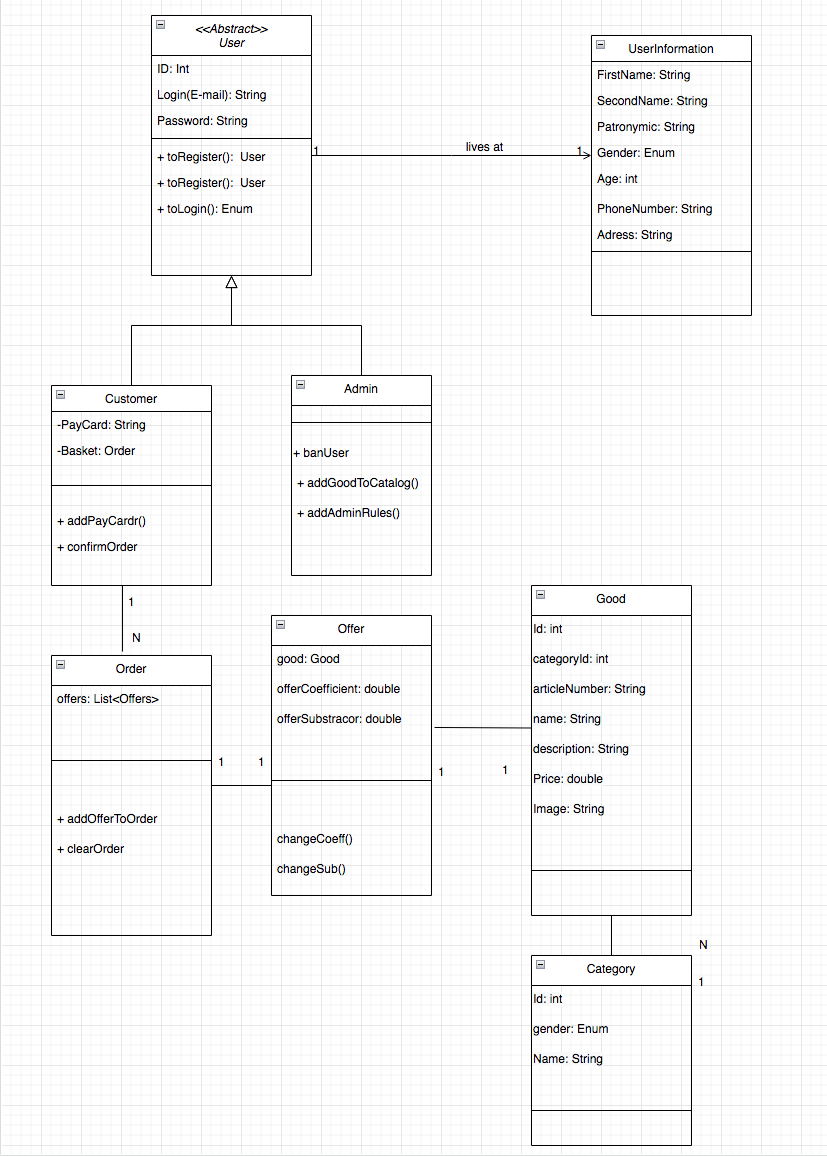 <<Abstract>>
User
ID: Int
Login(E-mail): String
Password: String
+ toRegister():  User
+ toRegister():  User
+ toLogin(): Enum
1
lives at
1
UserInformation
FirstName: String
SecondName: String
Patronymic: String
Gender: Enum
Age: int
PhoneNumber: String
Adress: String
Customer
-PayCard: String
-Basket: Order
+ addPayCardr()
+ confirmOrder
Admin
+ banUser
+ addGoodToCatalog()
+ addAdminRules()
1
N
Order
offers: List<Offers>
+ addOfferToOrder
+ clearOrder
1
1
Offer
good: Good
offerCoefficient: double
offerSubstracor: double
changeCoeff()
changeSub()
1
1
Good
Id: int
categoryId: int
articleNumber: String
name: String
description: String
Price: double
Image: String
N
1
Category
Id: int
gender: Enum
Name: String